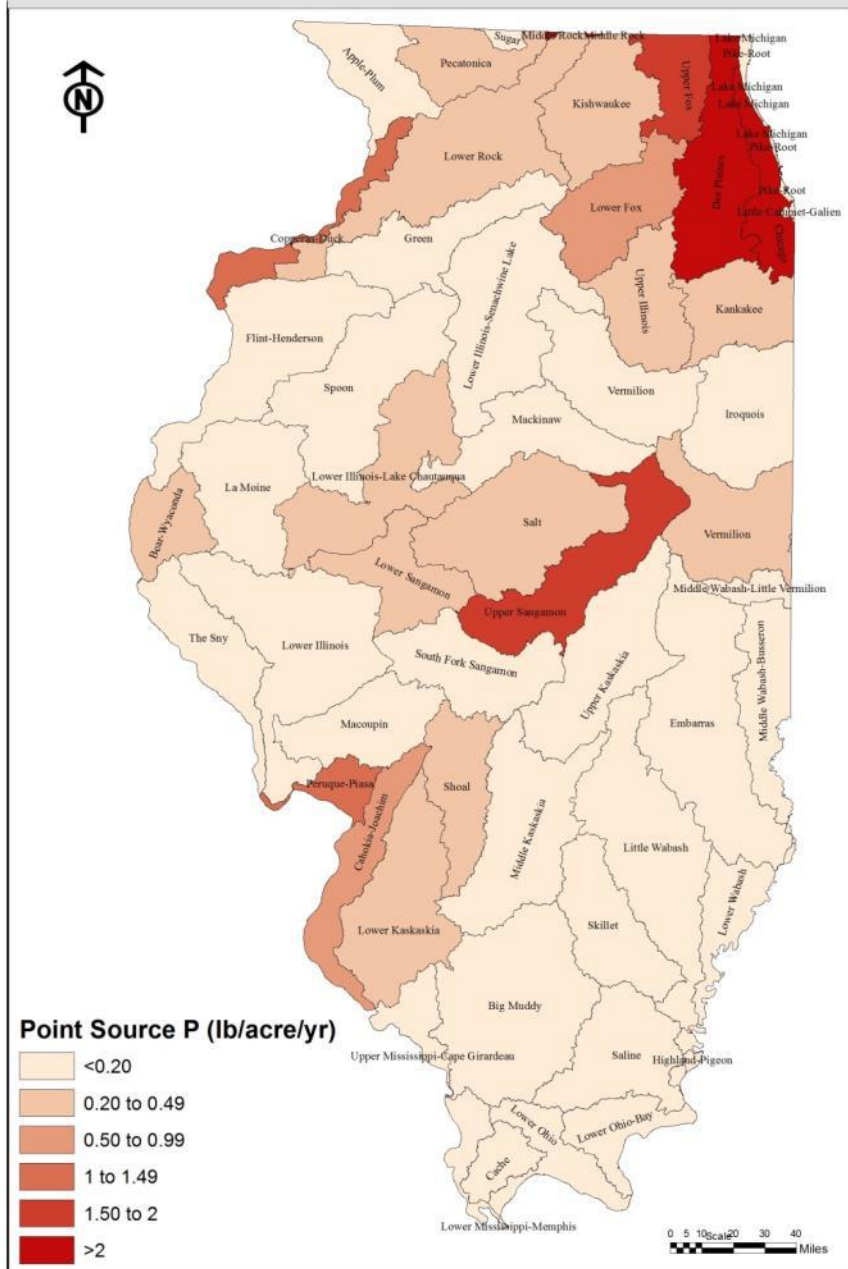 Lake Michigan
Middle Rock
Middle Rock
Sugar
Pike-Root
Apple-Plum
Pecatonica
Upper Fox
N
Lake Michigan
Kishwaukee
Lake Michigan
Lake Michigan
Pike-Root
Lower Rock
Des Plaines
Pike-Root
Lower Fox
Little Calumet-Galien
Chicago
Copperas-Duck
Green
Lower Illinois-Senachwine Lake
Upper Illinois
Kankakee
Flint-Henderson
Spoon
Vermilion
Iroquois
Mackinaw
La Moine
Lower Illinois-Lake Chautauqua
Bear-Wyaconda
Salt
Vermilion
Lower Sangamon
Middle Wabash-Little Vermilion
Upper Sangamon
The Sny
Lower Illinois
South Fork Sangamon
Upper Kaskaskia
Middle Wabash-Busseron
Embarras
Macoupin
Peruque-Piasa
Shoal
Cahokia-Joachim
Middle Kaskaskia
Little Wabash
Lower Wabash
Skillet
Lower Kaskaskia
Big Muddy
Upper Mississippi-Cape Girardeau
Saline
Highland-Pigeon
Lower Ohio
Lower Ohio-Bay
Cache
Lower Mississippi-Memphis
Point Source P (lb/acre/yr)
<0.20
0.20 to 0.49
0.50 to 0.99
1 to 1.49
1.50 to 2
>2
Scale
0 5 10 20 30 40
Miles